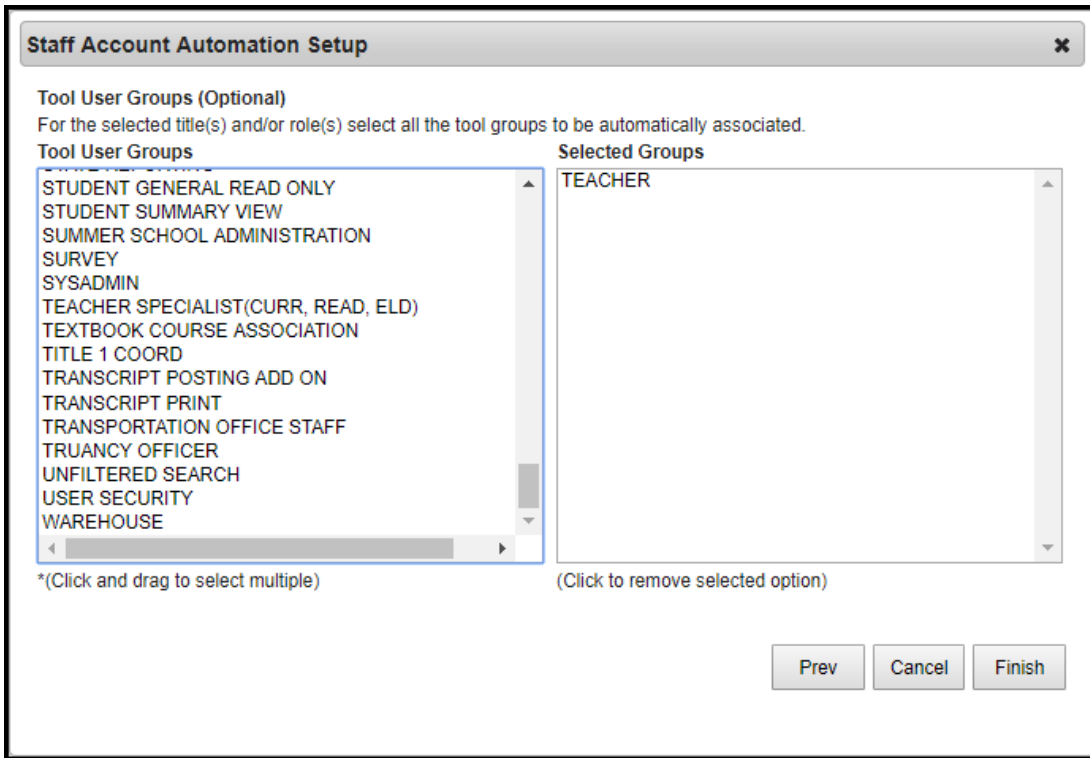 Staff Account Automation Setup
Tool User Groups (Optional)
For the selected title(s) and/or role(s) select all the tool groups to be automatically associated.
Tool User Groups
STUDENT GENERAL READ ONLY
STUDENT SUMMARY VIEW
SUMMER SCHOOL ADMINISTRATION
SURVEY
SYSADMIN
TEACHER SPECIALIST(CURR, READ, ELD)
TEXTBOOK COURSE ASSOCIATION
TITLE 1 COORD
TRANSCRIPT POSTING ADD ON
TRANSCRIPT PRINT
TRANSPORTATION OFFICE STAFF
TRUANCY OFFICER
UNFILTERED SEARCH
USER SECURITY
WAREHOUSE
*(Click and drag to select multiple)
Selected Groups
TEACHER
(Click to remove selected option)
Prev
Cancel
Finish